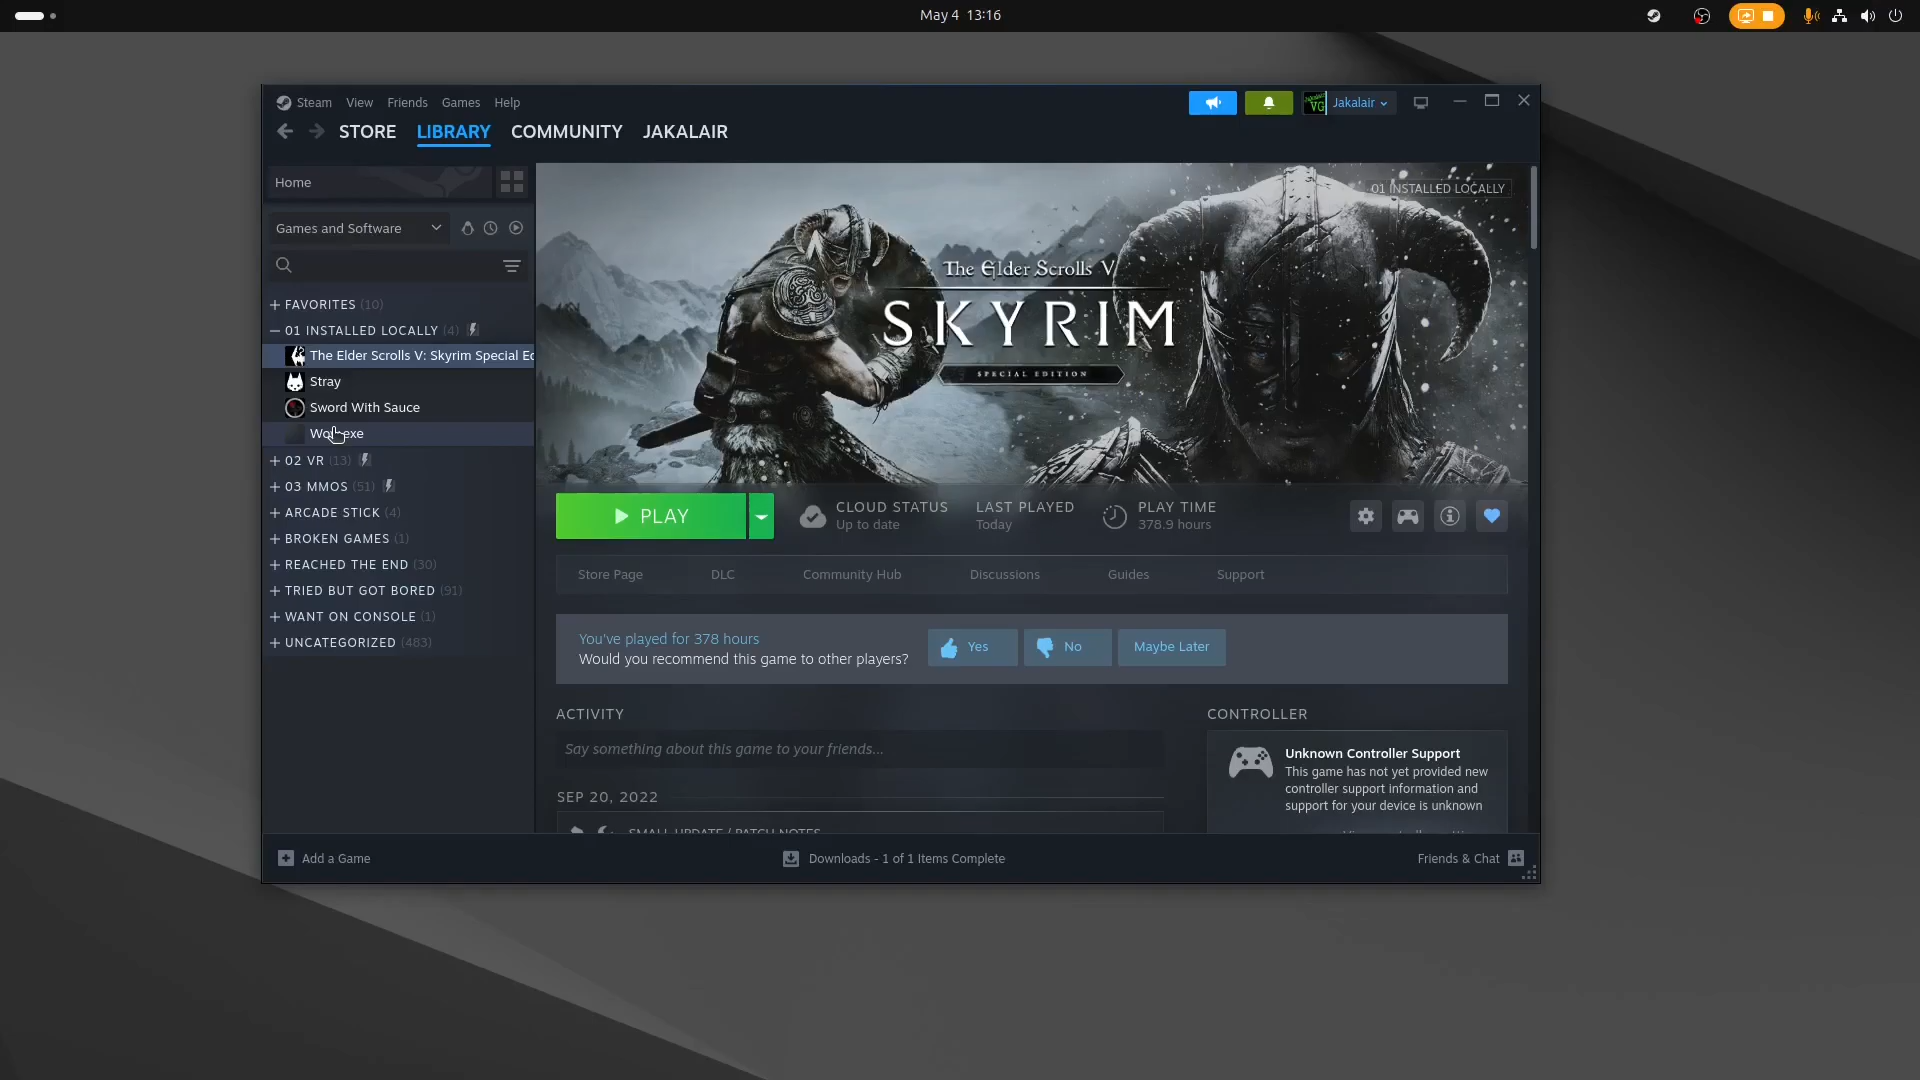 May 4 13:16
Steam View Friends Games Help
Jakalair
STORE LIBRARY COMMUNITY JAKALAIR
Home
Games and Software
+ FAVORITES (10)
— 01 INSTALLED LOCALLY (4)
The Elder Scrolls V: Skyrim Special Ed
Stray
Sword With Sauce
+ 02 VR (13)
+ 03 MMOS (51)
+ ARCADE STICK (4)
+ BROKEN GAMES (1)
+ REACHED THE END (30)
+ TRIED BUT GOT BORED (91)
+ WANT ON CONSOLE (1)
+ UNCATEGORIZED (483)
01 INSTALLED LOCALLY
The Elder Scrolls V
SKYRIM
SPECIAL EDITION
PLAY
CLOUD STATUS
Up to date
LAST PLAYED
Today
PLAY TIME
378.9 hours
Store Page DLC Community Hub Discussions Guides Support
You've played for 378 hours
Would you recommend this game to other players?
Yes No Maybe Later
ACTIVITY
Say something about this game to your friends...
SEP 20, 2022
SMALL UPDATE / PATCH NOTES
CONTROLLER
Unknown Controller Support
This game has not yet provided new
controller support information and
support for your device is unknown
Add a Game
Downloads - 1 of 1 Items Complete
Friends & Chat